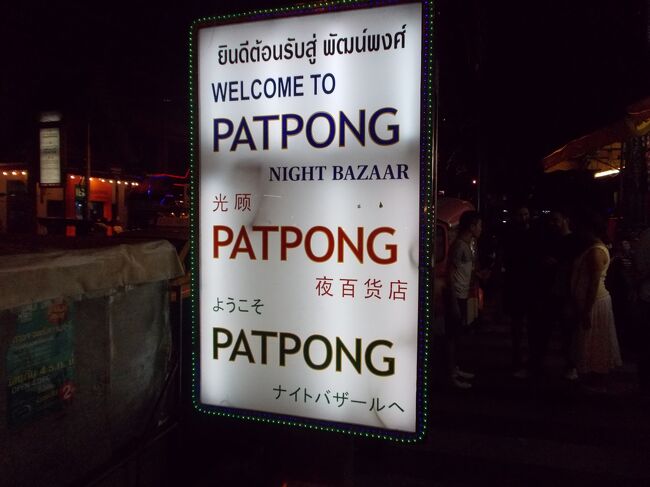 ยินดีต้อนรับสู่ พัฒน์พงศ์
WELCOME TO
PATPONG
NIGHT BAZAAR
光顾
PATPONG
夜百货店
ようこそ
PATPONG
ナイトバザールへ